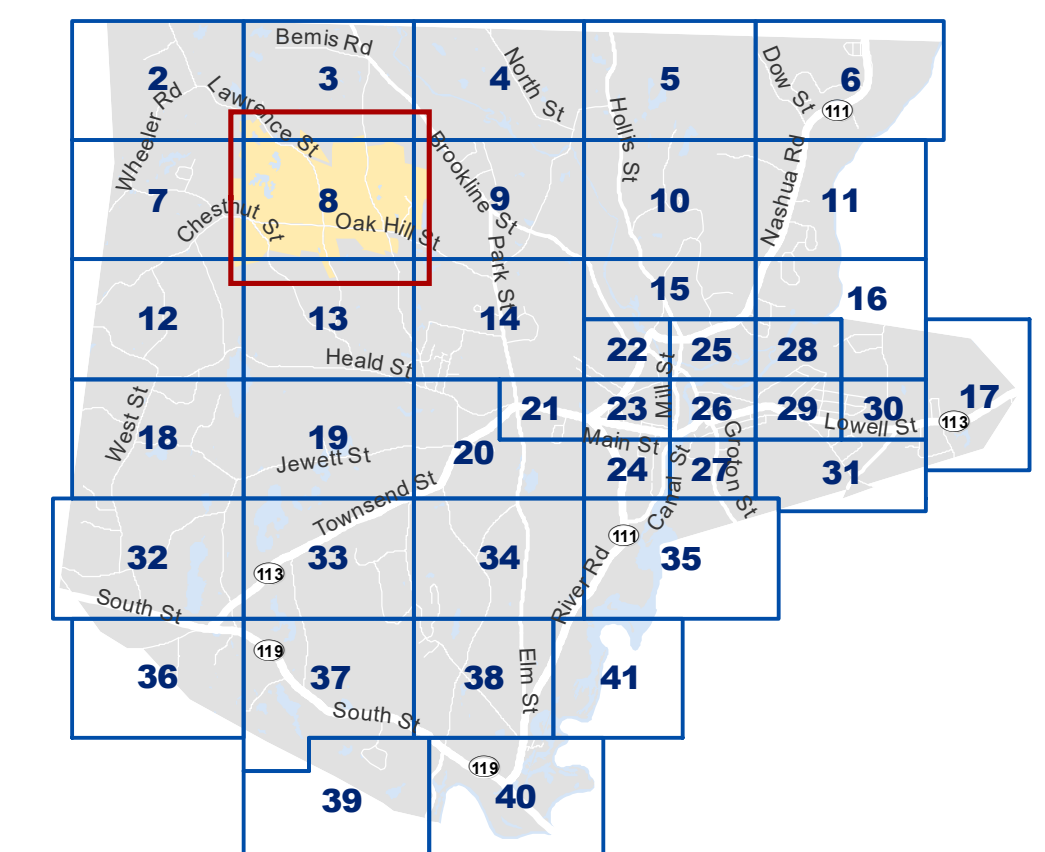 Bemis Rd
2
3
4
North St
5
Dow St
6
111
Wheeler Rd
Lawrence St
Hollis St
Brookline St
Nashua Rd
7
Chestnut St
8
Oak Hill St
9
10
11
Park St
12
13
14
15
16
Heald St
22
Mill St
25
28
17
West St
18
19
Jewett St
20
21
23
Main St
26
29
30
Lowell St
113
24
Canal St
27
Groton St
31
Townsend St
32
113
33
34
111
River Rd
35
South St
36
119
37
South St
38
Elm St
41
39
119
40